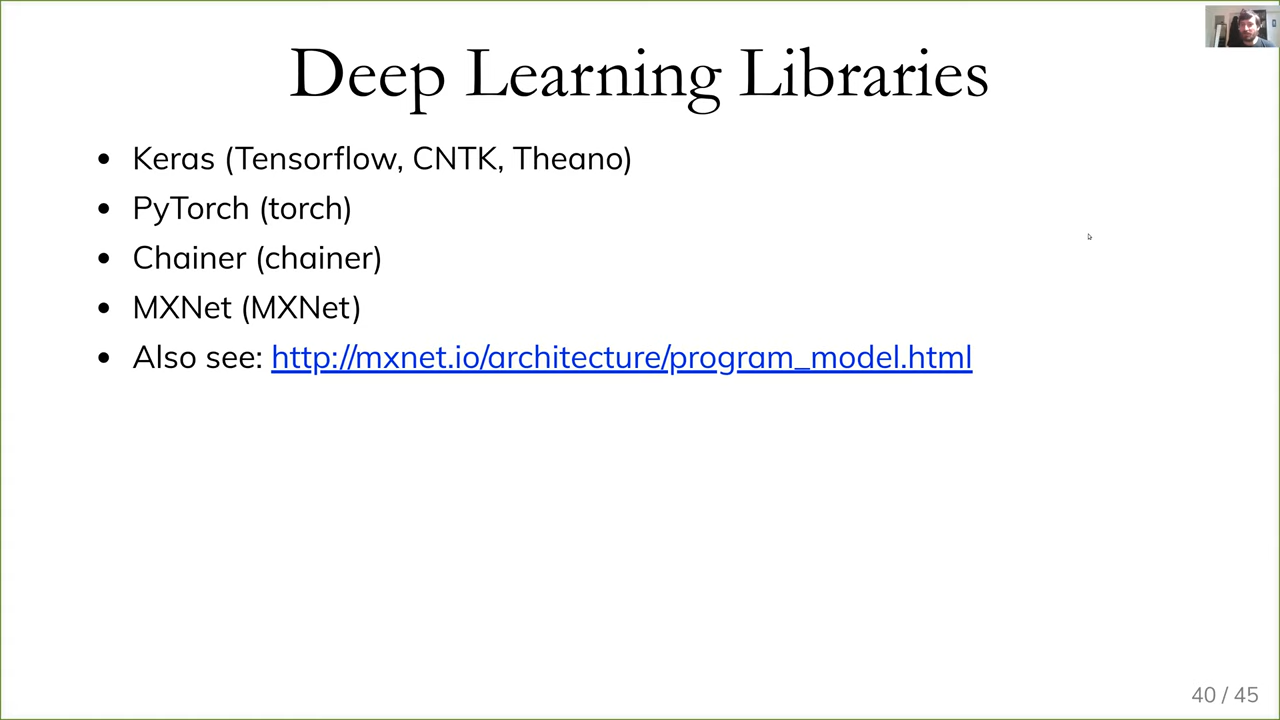 Deep Learning Libraries
• Keras (Tensorflow, CNTK, Theano)
• PyTorch (torch)
• Chainer (chainer)
• MXNet (MXNet)
• Also see: http://mxnet.io/architecture/program_model.html
40 / 45